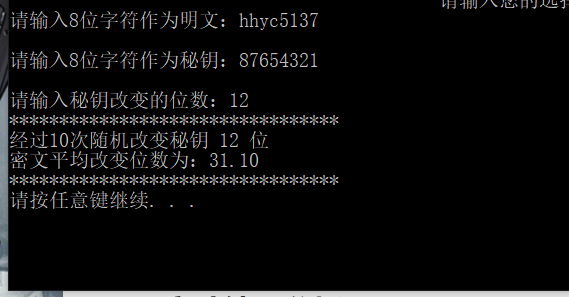 请输入您的选择
请输入8位字符作为明文：hhyc5137
请输入8位字符作为秘钥：87654321
请输入秘钥改变的位数：12
*********************************
经过10次随机改变秘钥 12 位
密文平均改变位数为：31.10
*********************************
请按任意键继续. . .